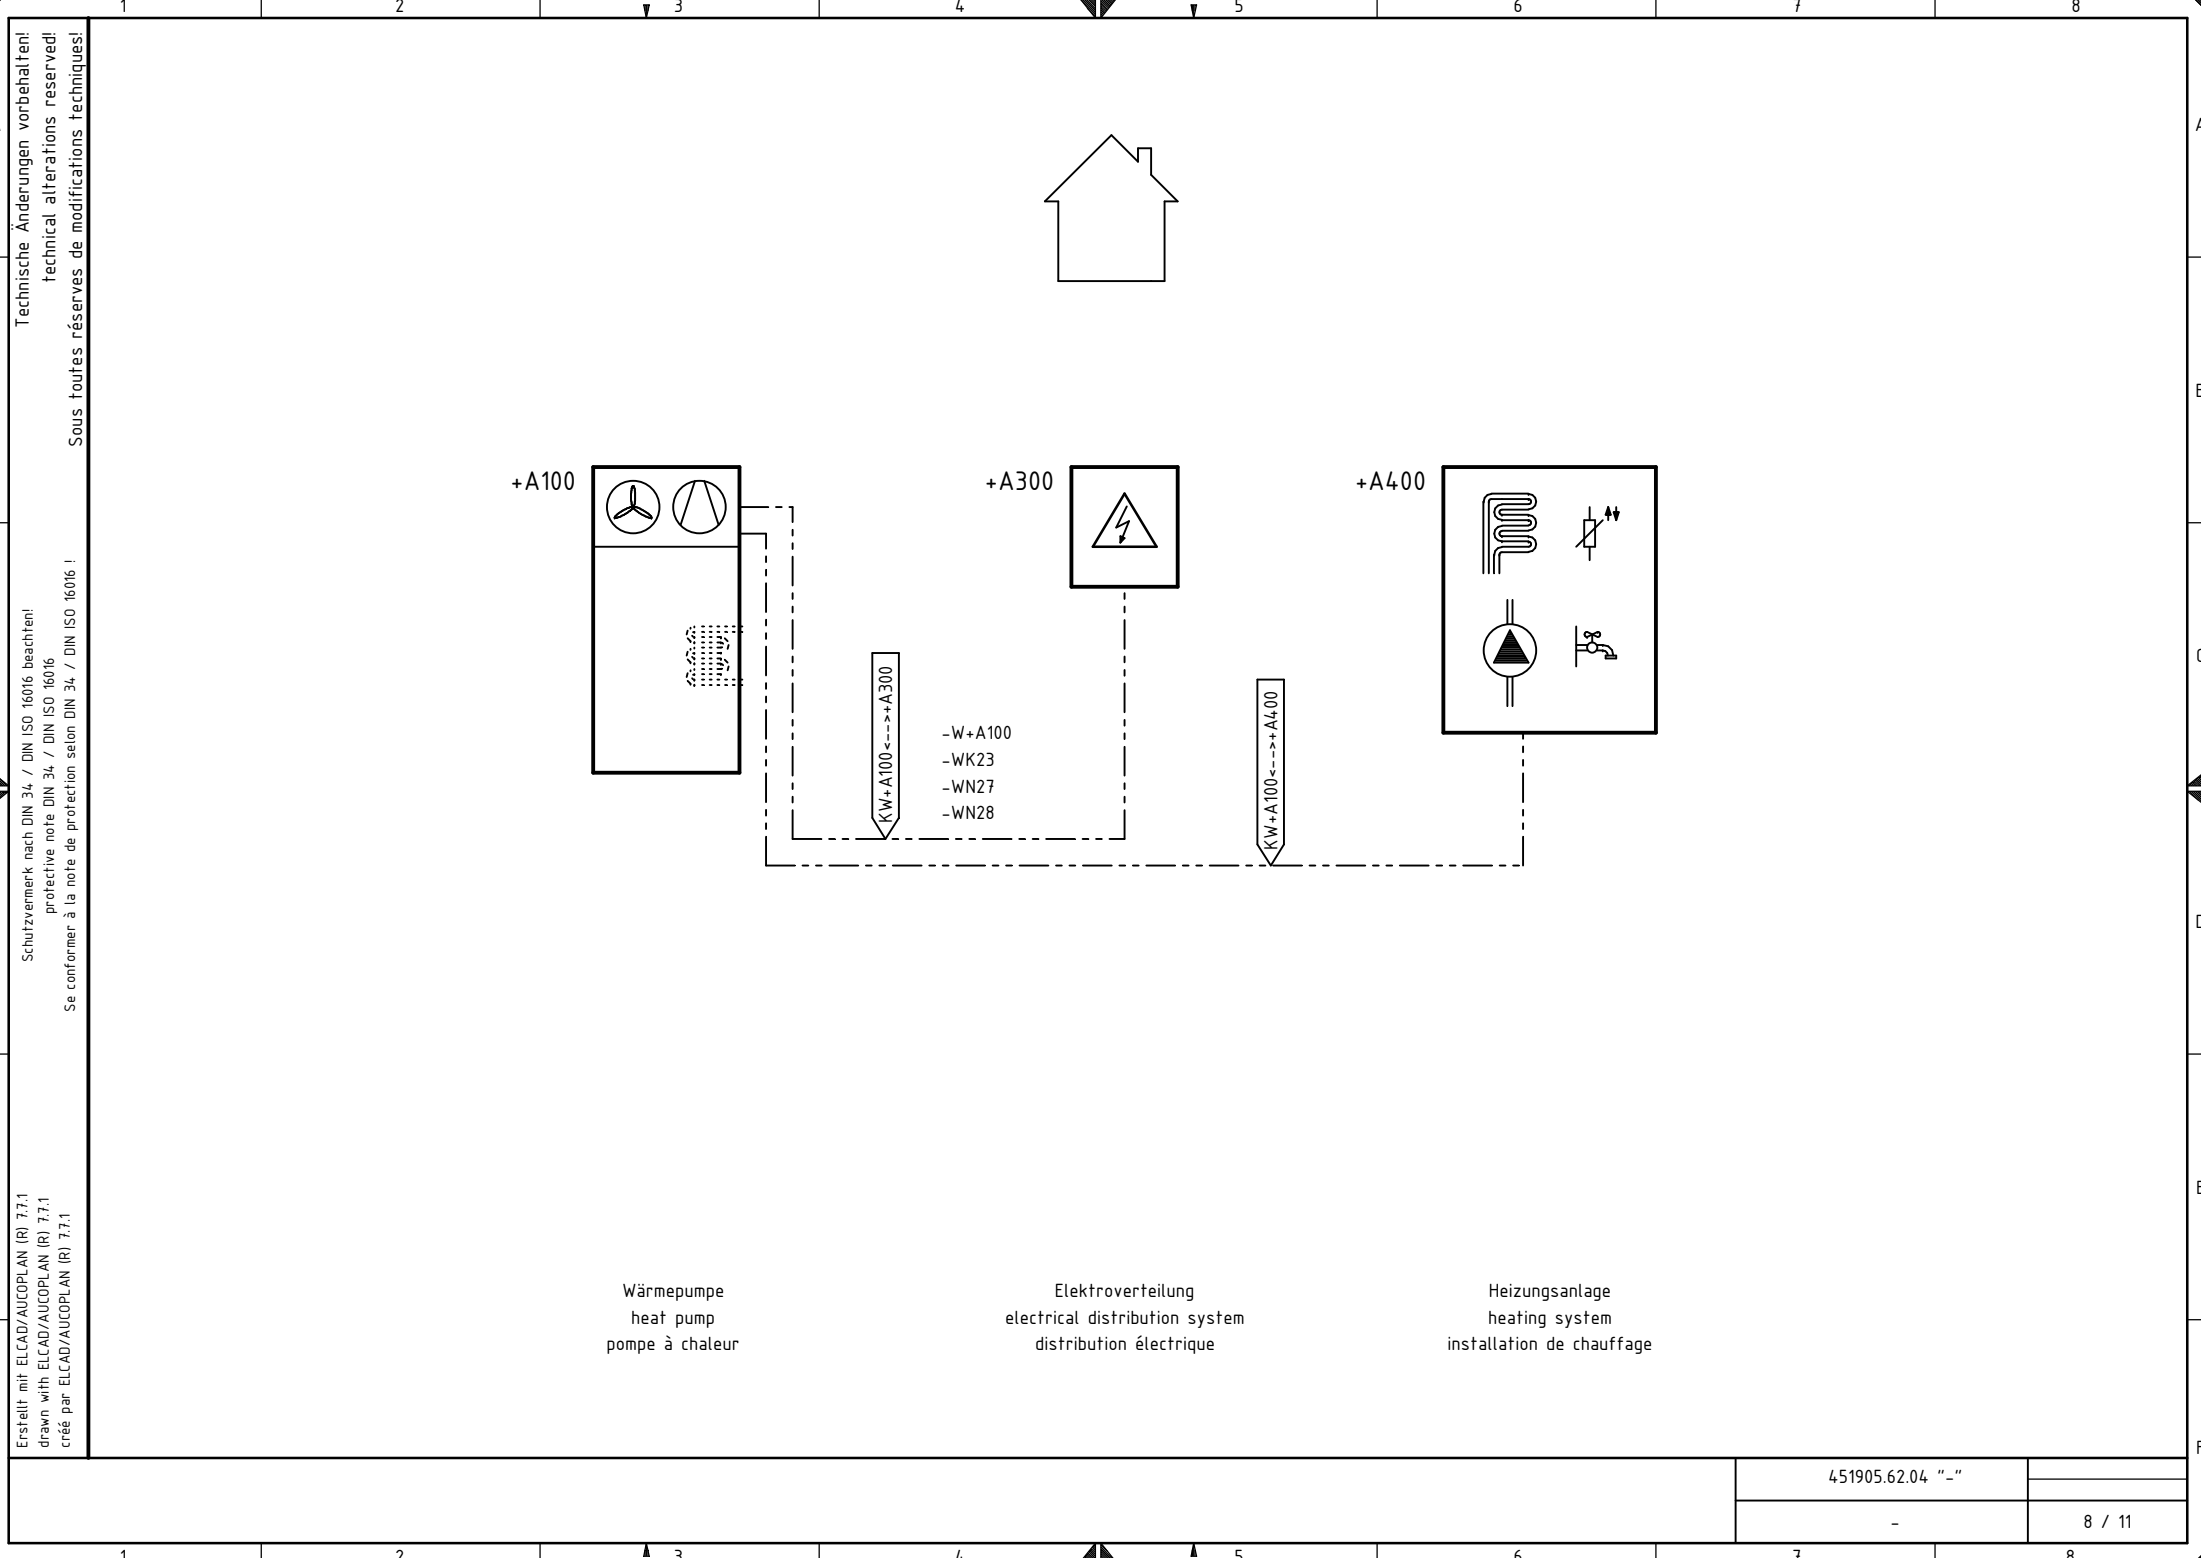 1 2 3 4 5 6 7 8
Technische Änderungen vorbehalten!
technical alterations reserved!
Sous toutes réserves de modifications techniques!
Schutzvermerk nach DIN 34 / DIN ISO 16016 beachten!
protective note DIN 34 / DIN ISO 16016
Se conformer à la note de protection selon DIN 34 / DIN ISO 16016 !
Erstellt mit ELCAD/AUCOPLAN (R) 7.7.1
drawn with ELCAD/AUCOPLAN (R) 7.7.1
créé par ELCAD/AUCOPLAN (R) 7.7.1
+A100
+A300
+A400
KW+A100<--->+A300
-W+A100
-WK23
-WN27
-WN28
KW+A100<--->+A400
Wärmepumpe
heat pump
pompe à chaleur
Elektroverteilung
electrical distribution system
distribution électrique
Heizungsanlage
heating system
installation de chauffage
451905.62.04 "-"
-
8 / 11
1 2 3 4 5 6 7 8